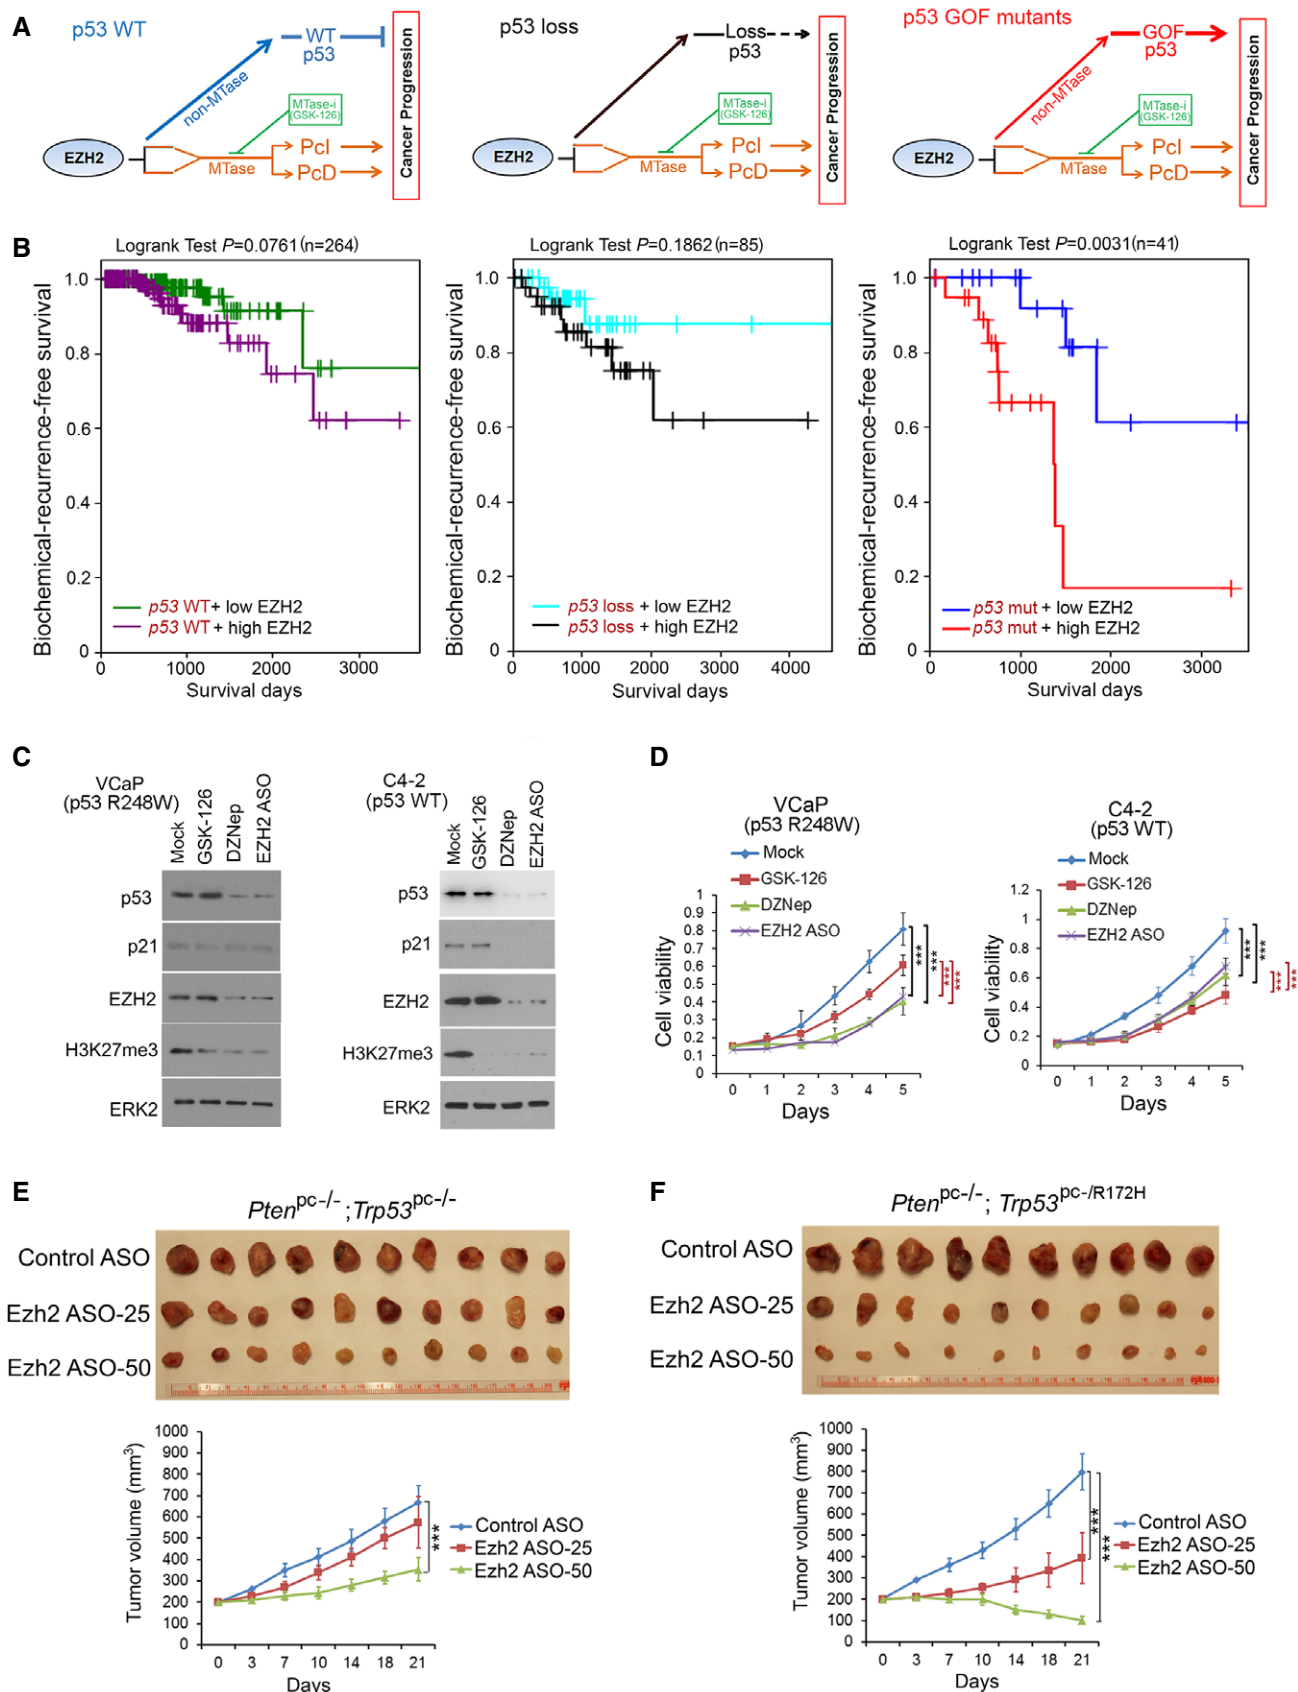 A
p53 WT
WT
p53
non-MTase
MTase-i
(GSK-126)
EZH2
MTase
PcI
PcD
Cancer Progression
p53 loss
Loss
p53
MTase-i
(GSK-126)
EZH2
MTase
PcI
PcD
Cancer Progression
p53 GOF mutants
GOF
p53
non-MTase
MTase-i
(GSK-126)
EZH2
MTase
PcI
PcD
Cancer Progression
B
Logrank Test P=0.0761(n=264)
Biochemical-recurrence-free survival
1.0
0.8
0.6
0.4
0.2
0
p53 WT+ low EZH2
p53 WT + high EZH2
0 1000 2000 3000
Survival days
Logrank Test P=0.1862(n=85)
Biochemical-recurrence-free survival
1.0
0.8
0.6
0.4
0.2
0
p53 loss + low EZH2
p53 loss + high EZH2
0 1000 2000 3000 4000
Survival days
Logrank Test P=0.0031(n=41)
Biochemical-recurrence-free survival
1.0
0.8
0.6
0.4
0.2
0
p53 mut + low EZH2
p53 mut + high EZH2
0 1000 2000 3000
Survival days
C
VCaP
(p53 R248W)
Mock
GSK-126
DZNep
EZH2 ASO
p53
p21
EZH2
H3K27me3
ERK2
C4-2
(p53 WT)
Mock
GSK-126
DZNep
EZH2 ASO
p53
p21
EZH2
H3K27me3
ERK2
D
VCaP
(p53 R248W)
Mock
GSK-126
DZNep
EZH2 ASO
Cell viability
1
0.9
0.8
0.7
0.6
0.5
0.4
0.3
0.2
0.1
0
0 1 2 3 4 5
Days
***
***
***
***
C4-2
(p53 WT)
Mock
GSK-126
DZNep
EZH2 ASO
Cell viability
1.2
1
0.8
0.6
0.4
0.2
0
0 1 2 3 4 5
Days
***
***
***
***
E
Pten pc-/- ;Trp53 pc-/-
Control ASO
Ezh2 ASO-25
Ezh2 ASO-50
Tumor volume (mm3)
1000
900
800
700
600
500
400
300
200
100
0
0 3 7 10 14 18 21
Days
***
Control ASO
Ezh2 ASO-25
Ezh2 ASO-50
F
Pten pc-/-; Trp53 pc-/R172H
Control ASO
Ezh2 ASO-25
Ezh2 ASO-50
Tumor volume (mm3)
1000
900
800
700
600
500
400
300
200
100
0
0 3 7 10 14 18 21
Days
***
***
Control ASO
Ezh2 ASO-25
Ezh2 ASO-50